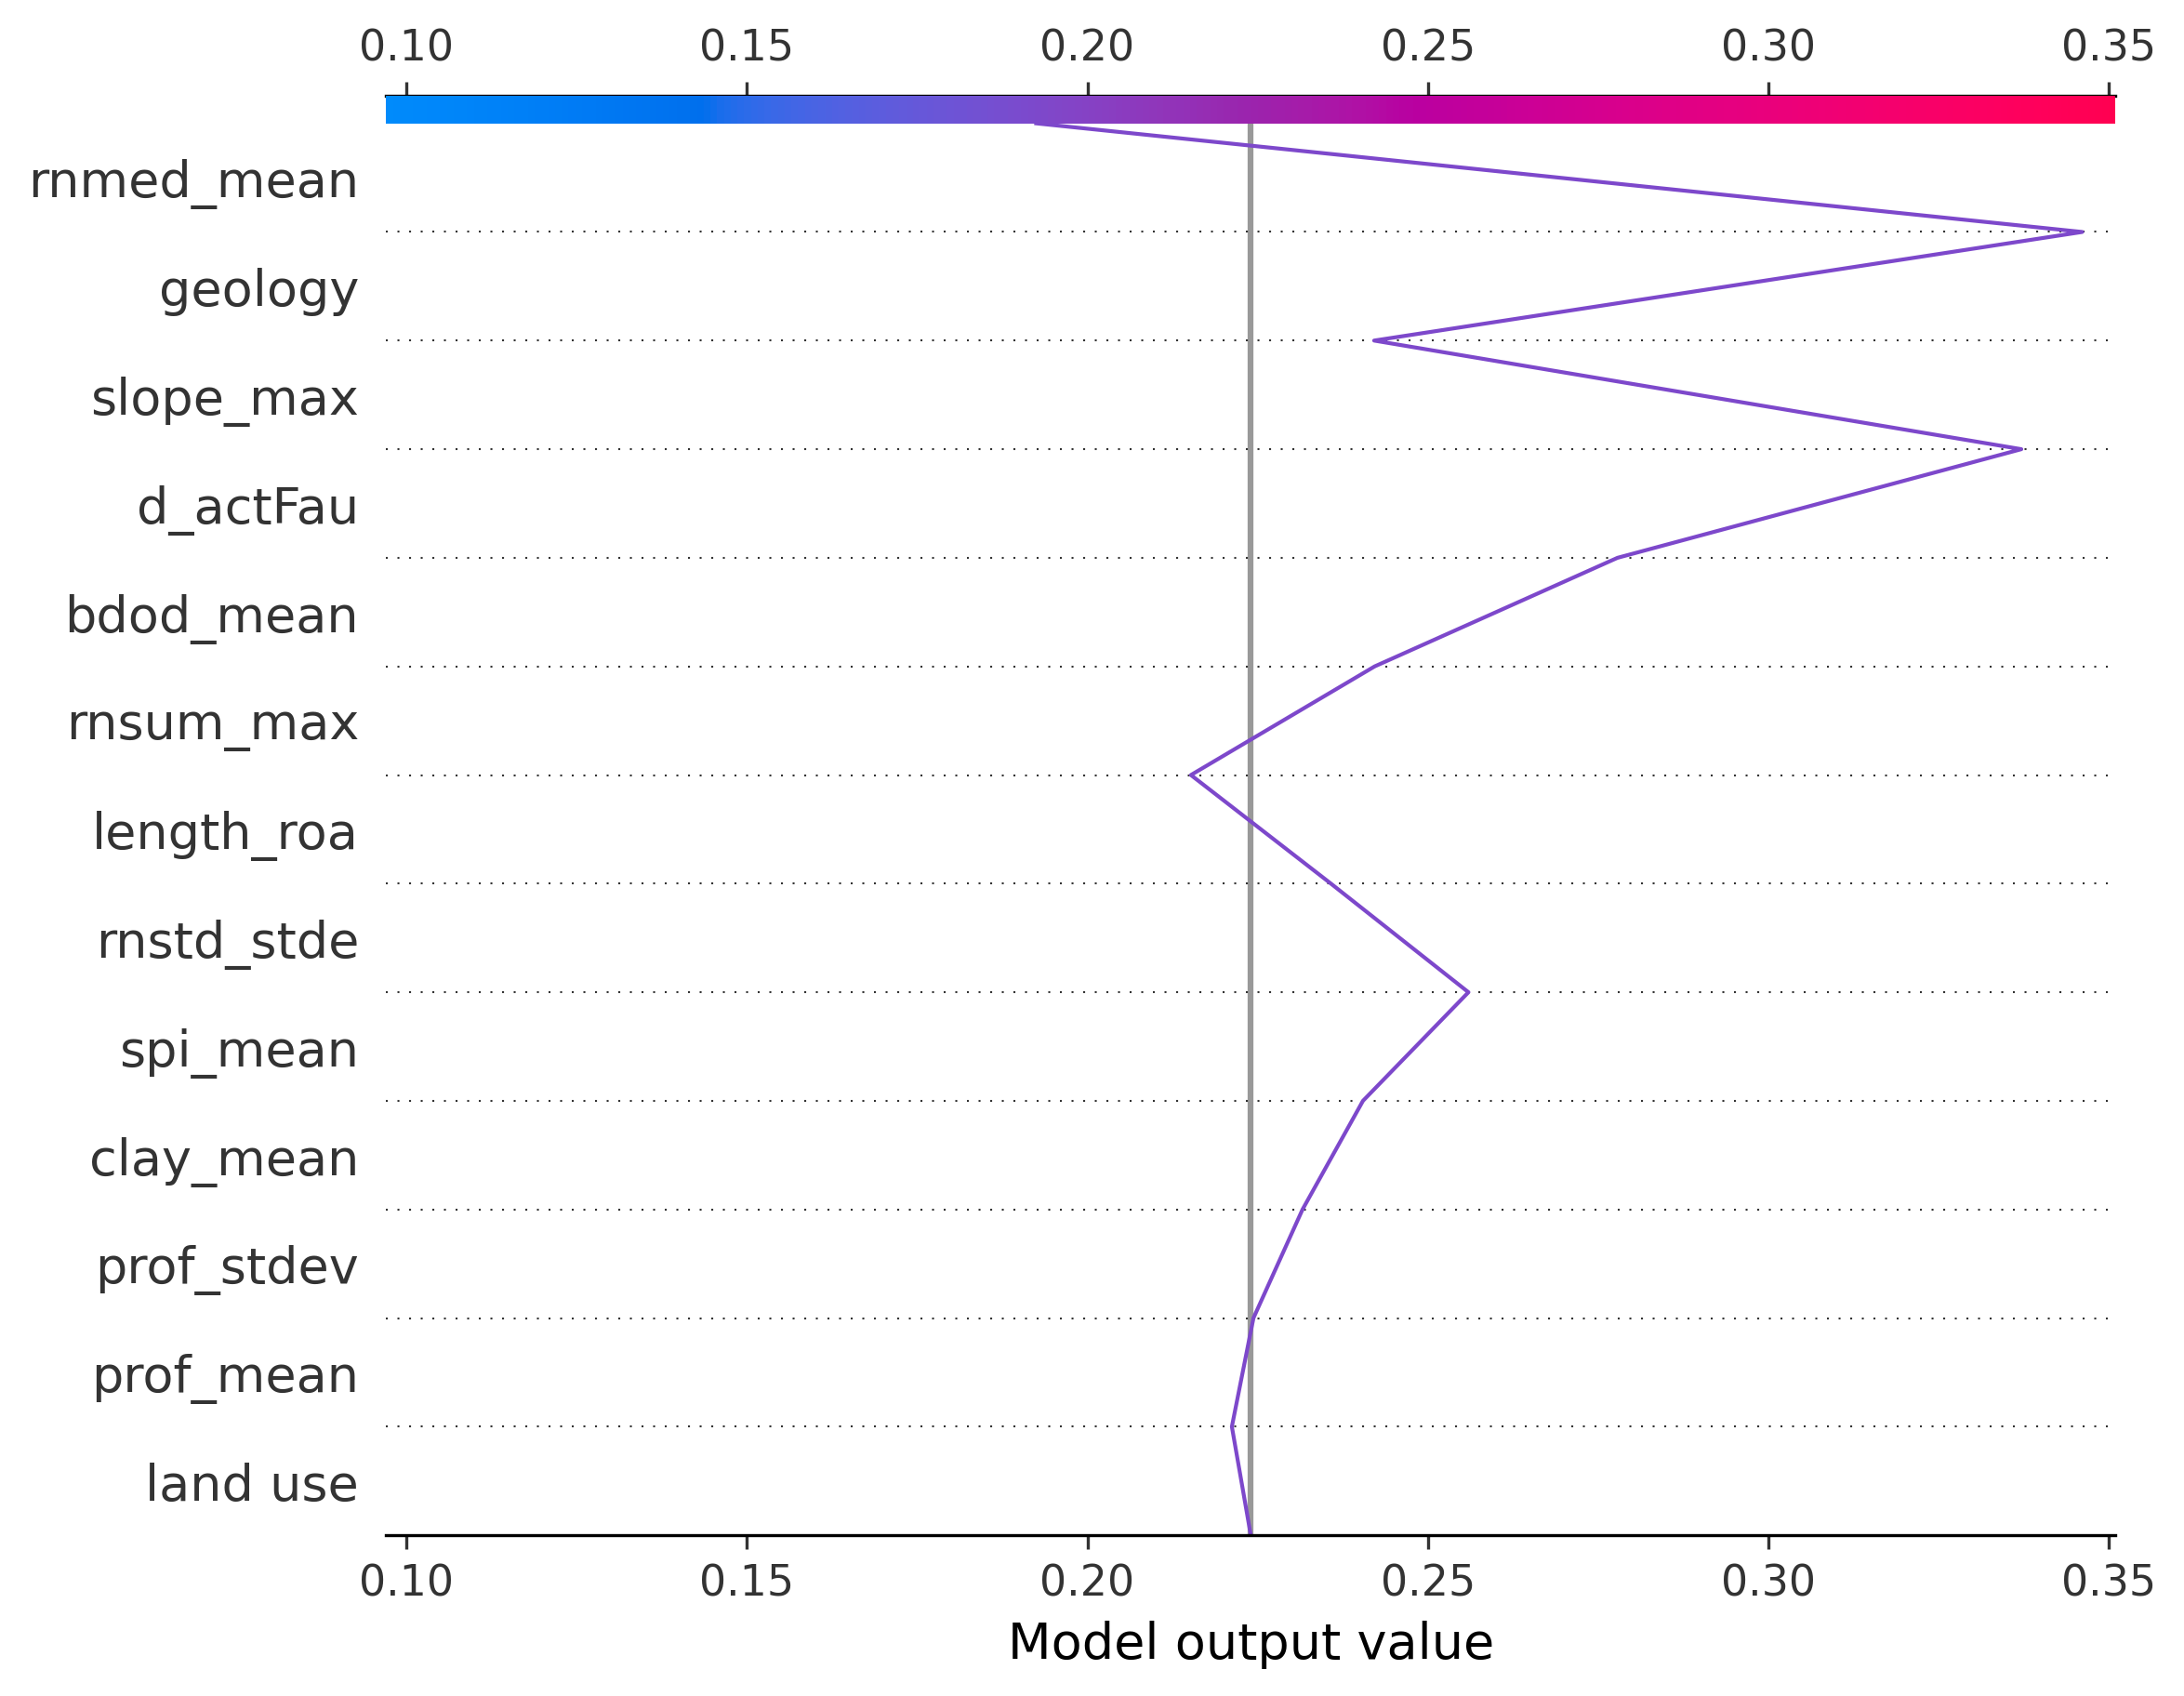 0.10 0.15 0.20 0.25 0.30 0.35
rnmed_mean
geology
slope_max
d_actFau
bdod_mean
rnsum_max
length_roa
rnstd_stde
spi_mean
clay_mean
prof_stdev
prof_mean
land use
0.10 0.15 0.20 0.25 0.30 0.35
Model output value